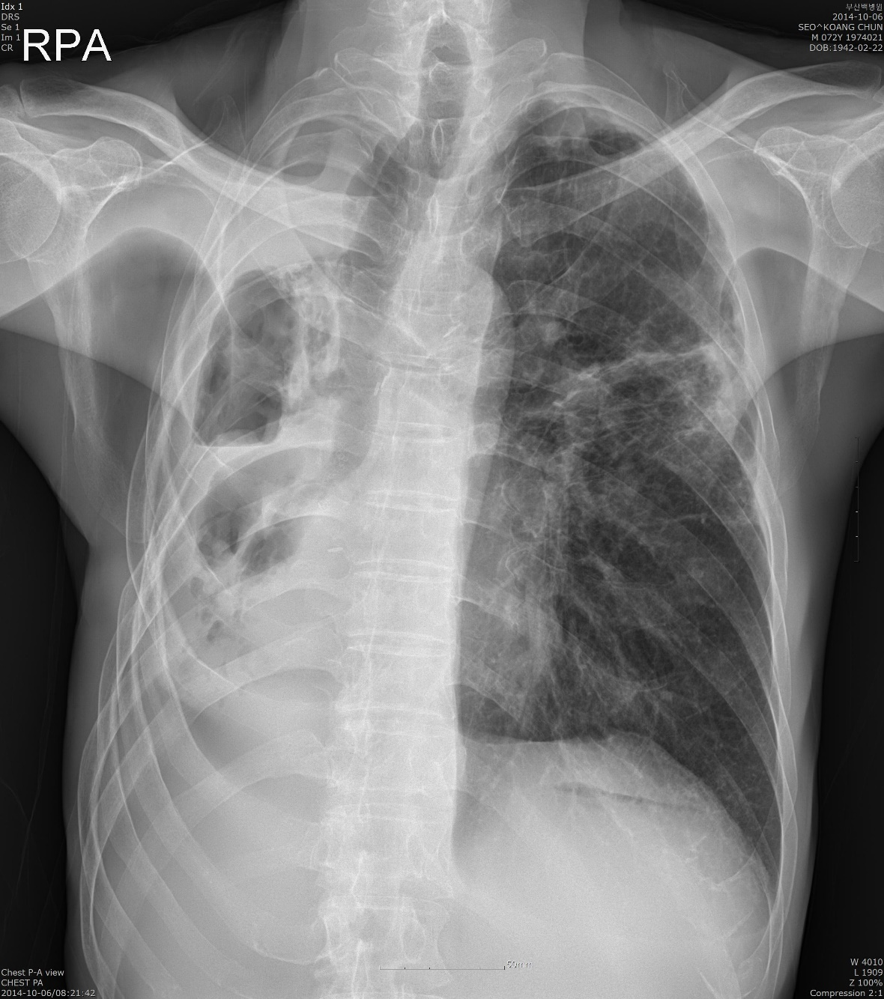 Idx 1
DRS
Se 1
Im 1
CR
RPA
부산백병원
2014-10-06
SEO^KOANG CHUN
M 072Y 1974021
DOB:1942-02-22
50mm
Chest P-A view
CHEST PA
2014-10-06/08:21:42
W 4010
L 1909
Z 100%
Compression 2:1